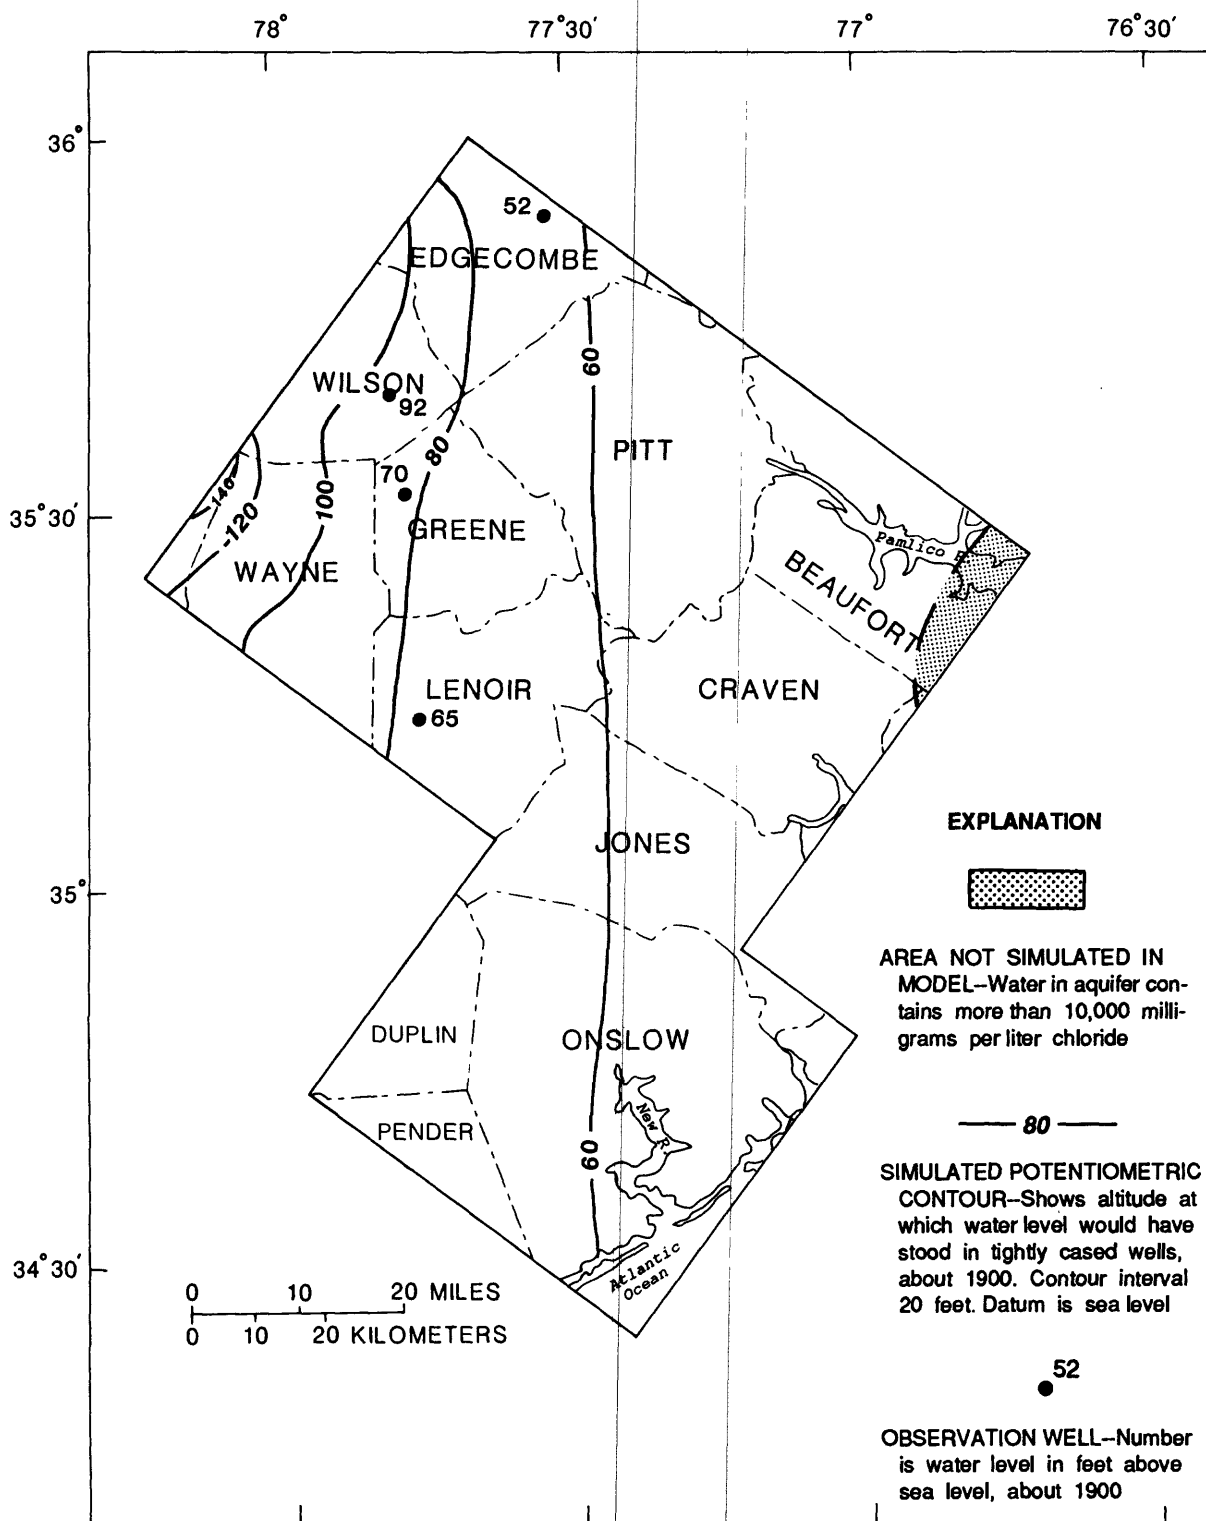 78° 77°30′ 77° 76°30′
36°
52
EDGECOMBE
60
WILSON
92
PITT
80
70
140
100
35°30′
120
GREENE
Pamlico R
WAYNE
BEAUFORT
LENOIR
CRAVEN
65
EXPLANATION
JONES
35°
AREA NOT SIMULATED IN
MODEL–Water in aquifer con-
tains more than 10,000 milli-
grams per liter chloride
DUPLIN
ONSLOW
New R
PENDER
60
80
SIMULATED POTENTIOMETRIC
CONTOUR–Shows altitude at
which water level would have
stood in tightly cased wells,
about 1900. Contour interval
20 feet. Datum is sea level
34°30′
Atlantic
Ocean
0 10 20 MILES
0 10 20 KILOMETERS
52
OBSERVATION WELL–Number
is water level in feet above
sea level, about 1900